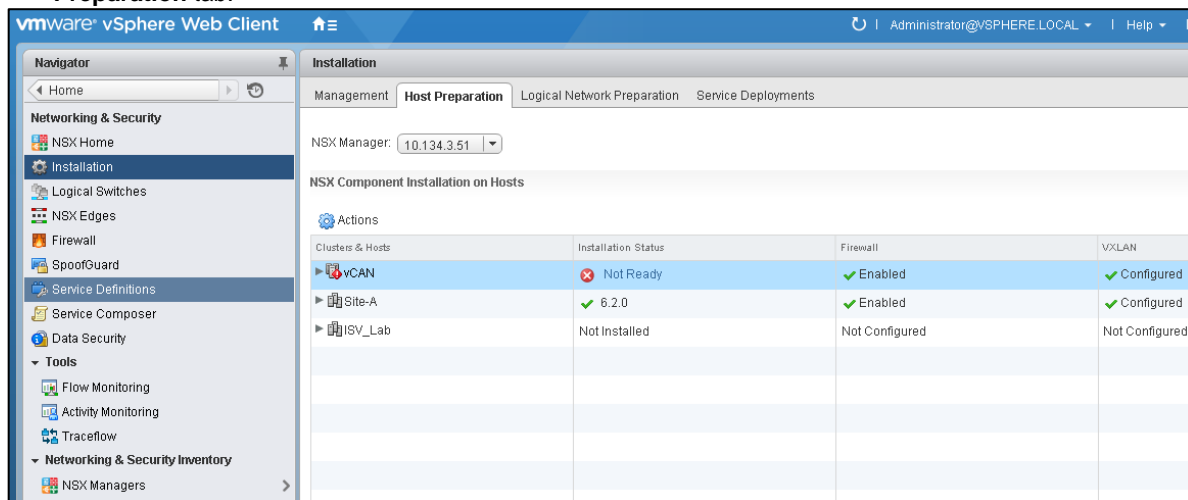 Preparation tab.
vmware® vSphere Web Client
Administrator@VSPHERE.LOCAL | Help
Navigator
Home
Networking & Security
NSX Home
Installation
Logical Switches
NSX Edges
Firewall
SpoofGuard
Service Definitions
Service Composer
Data Security
Tools
Flow Monitoring
Activity Monitoring
Traceflow
Networking & Security Inventory
NSX Managers
Installation
Management Host Preparation Logical Network Preparation Service Deployments
NSX Manager: 10.134.3.51
NSX Component Installation on Hosts
Actions
Clusters & Hosts Installation Status Firewall VXLAN
vCAN Not Ready Enabled Configured
Site-A 6.2.0 Enabled Configured
ISV_Lab Not Installed Not Configured Not Configured